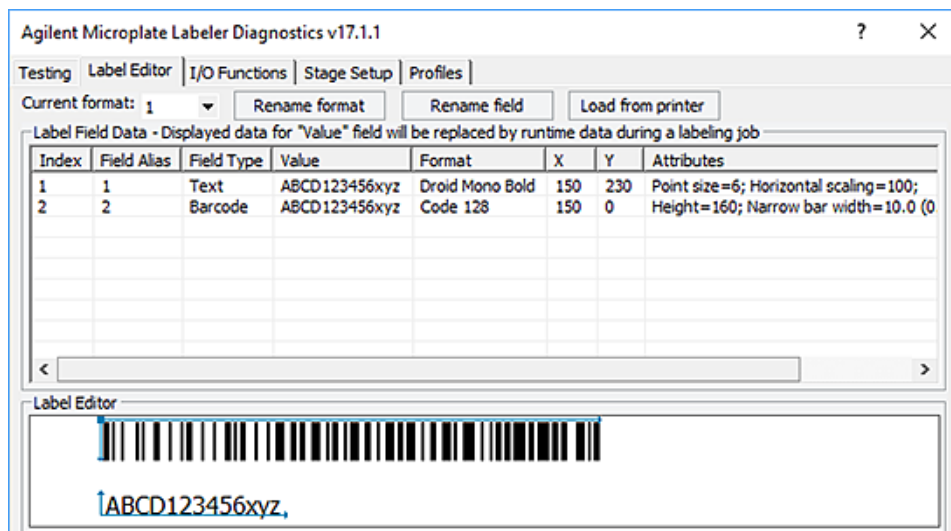 Agilent Microplate Labeler Diagnostics v17.1.1 ?
Testing Label Editor I/O Functions Stage Setup Profiles
Current format: 1 Rename format Rename field Load from printer
Label Field Data - Displayed data for "Value" field will be replaced by runtime data during a labeling job
Index Field Alias Field Type Value Format X Y Attributes
1 1 Text ABCD123456xyz Droid Mono Bold 150 230 Point size=6; Horizontal scaling=100;
2 2 Barcode ABCD123456xyz Code 128 150 0 Height=160; Narrow bar width=10.0 (0
Label Editor
ABCD123456xyz